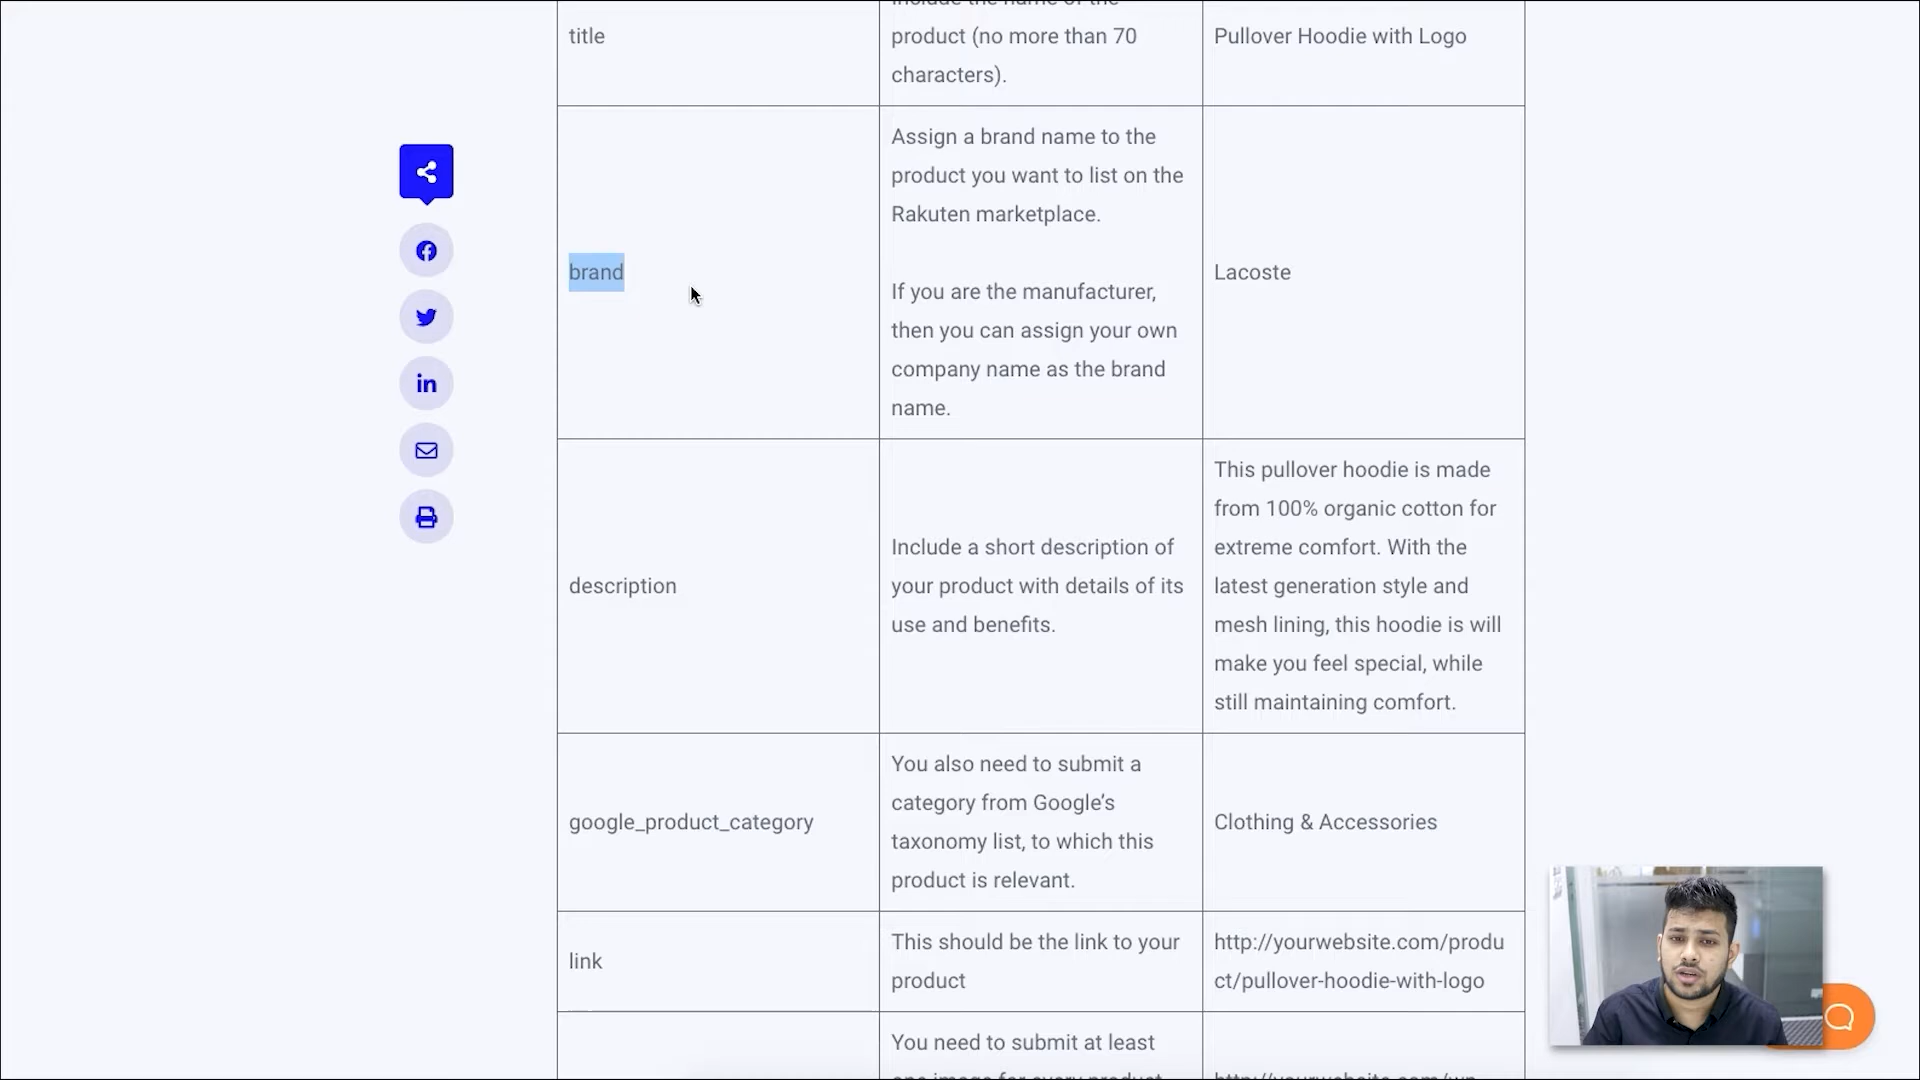 title
product (no more than 70
characters).
Pullover Hoodie with Logo
brand
Assign a brand name to the
product you want to list on the
Rakuten marketplace.
If you are the manufacturer,
then you can assign your own
company name as the brand
name.
Lacoste
description
Include a short description of
your product with details of its
use and benefits.
This pullover hoodie is made
from 100% organic cotton for
extreme comfort. With the
latest generation style and
mesh lining, this hoodie is will
make you feel special, while
still maintaining comfort.
google_product_category
You also need to submit a
category from Google’s
taxonomy list, to which this
product is relevant.
Clothing & Accessories
link
This should be the link to your
product
http://yourwebsite.com/produ
ct/pullover-hoodie-with-logo
You need to submit at least